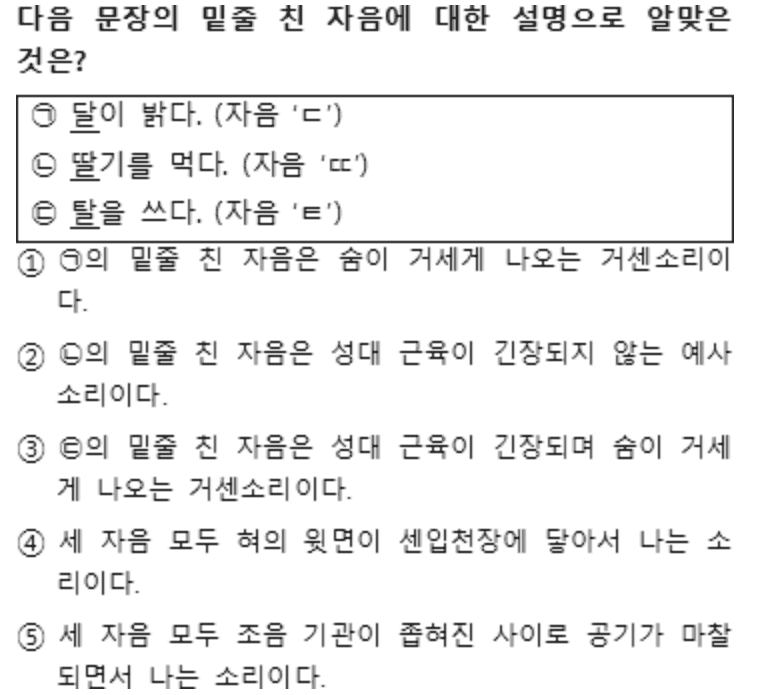 다음 문장의 밑줄 친 자음에 대한 설명으로 알맞은
것은?
㉠ 달이 밝다. (자음 ‘ㄷ’)
㉡ 딸기를 먹다. (자음 ‘ㄸ’)
㉢ 탈을 쓰다. (자음 ‘ㅌ’)
① ㉠의 밑줄 친 자음은 숨이 거세게 나오는 거센소리이
다.
② ㉡의 밑줄 친 자음은 성대 근육이 긴장되지 않는 예사
소리이다.
③ ㉢의 밑줄 친 자음은 성대 근육이 긴장되며 숨이 거세
게 나오는 거센소리이다.
④ 세 자음 모두 혀의 윗면이 센입천장에 닿아서 나는 소
리이다.
⑤ 세 자음 모두 조음 기관이 좁혀진 사이로 공기가 마찰
되면서 나는 소리이다.